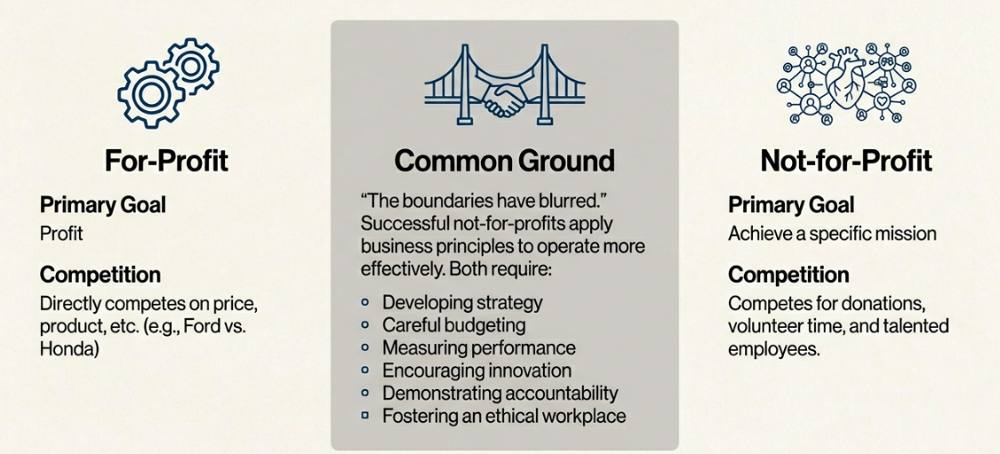 For-Profit
Primary Goal
Profit
Competition
Directly competes on price,
product, etc. (e.g., Ford vs.
Honda)
Common Ground
“The boundaries have blurred.”
Successful not-for-profits apply
business principles to operate more
effectively. Both require:
Developing strategy
Careful budgeting
Measuring performance
Encouraging innovation
Demonstrating accountability
Fostering an ethical workplace
Not-for-Profit
Primary Goal
Achieve a specific mission
Competition
Competes for donations,
volunteer time, and talented
employees.